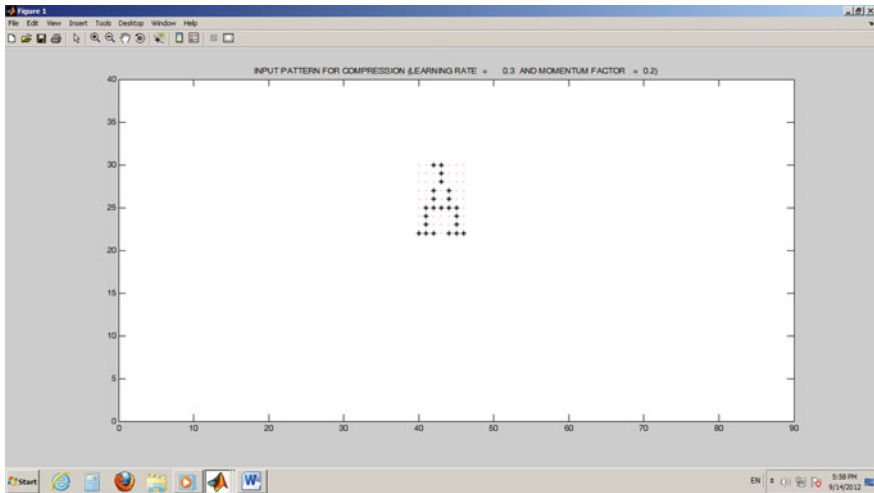 Figure 1
File Edit View Insert Tools Desktop Window Help
INPUT PATTERN FOR COMPRESSION (LEARNING RATE = 0.3 AND MOMENTUM FACTOR = 0.2)
40
35
30
25
20
15
10
5
0
0 10 20 30 40 50 60 70 80 90
Start
W
EN
5:58 PM
9/14/2012